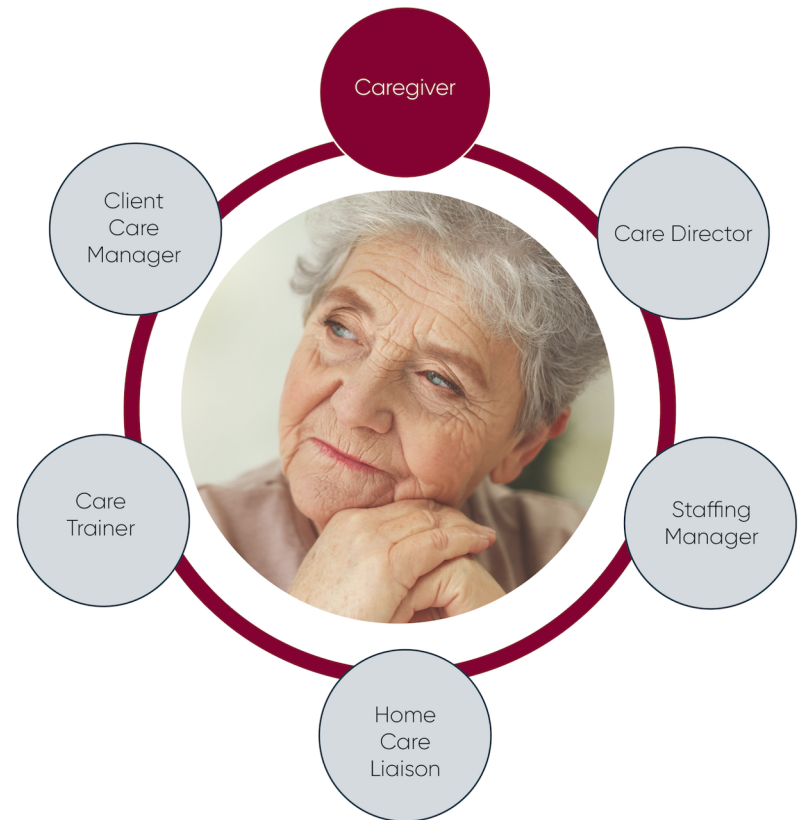 Caregiver
Client
Care
Manager
Care Director
Care
Trainer
Staffing
Manager
Home
Care
Liaison